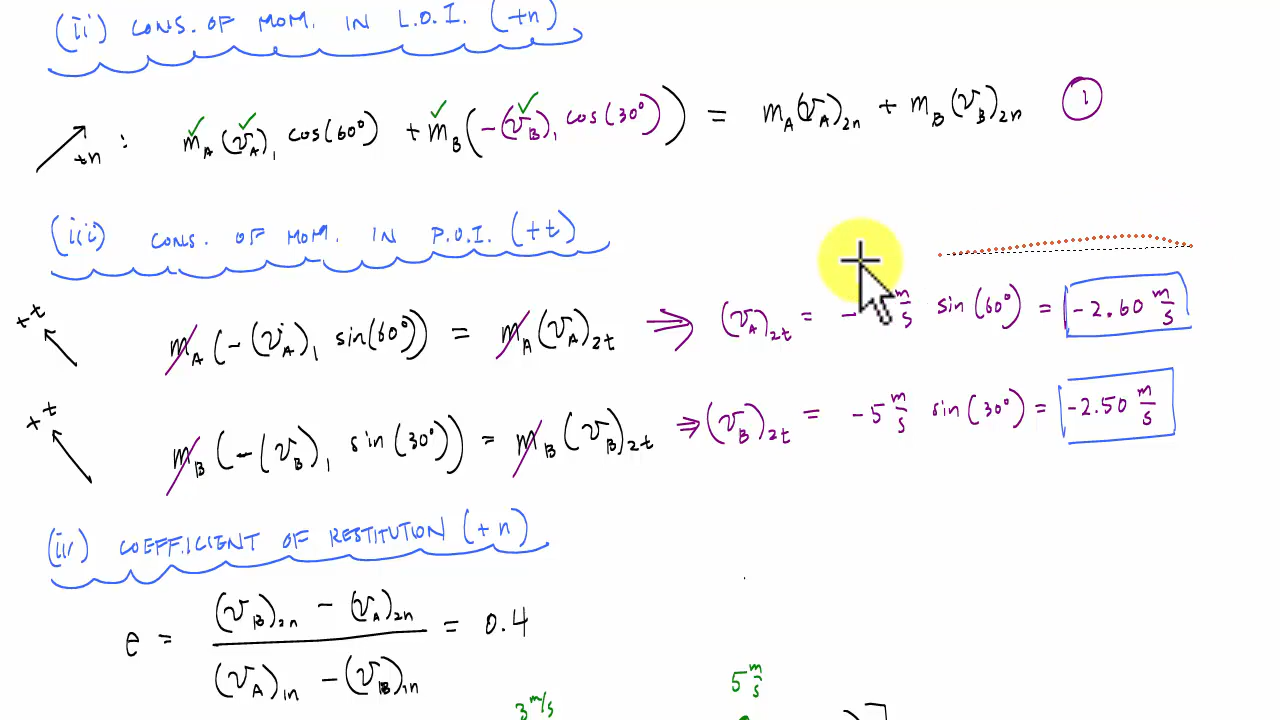 (ii) CONS. OF MOM. IN L.O.I. (+n)
+n : m_A (v_A)_1 cos(60°) + m_B (-(v_B)_1 cos(30°)) = m_A (v_A)_2n + m_B (v_B)_2n ①
(iii) CONS. OF MOM. IN P.O.I. (+t)
+t m_A (-(v_A)_1 sin(60°)) = m_A (v_A)_2t ⇒ (v_A)_2t = - m/s sin(60°) = -2.60 m/s
+t m_B (-(v_B)_1 sin(30°)) = m_B (v_B)_2t ⇒ (v_B)_2t = -5 m/s sin(30°) = -2.50 m/s
(iv) COEFFICIENT OF RESTITUTION (+n)
e = ((v_B)_2n - (v_A)_2n) / ((v_A)_1n - (v_B)_1n) = 0.4
3 m/s 5 m/s